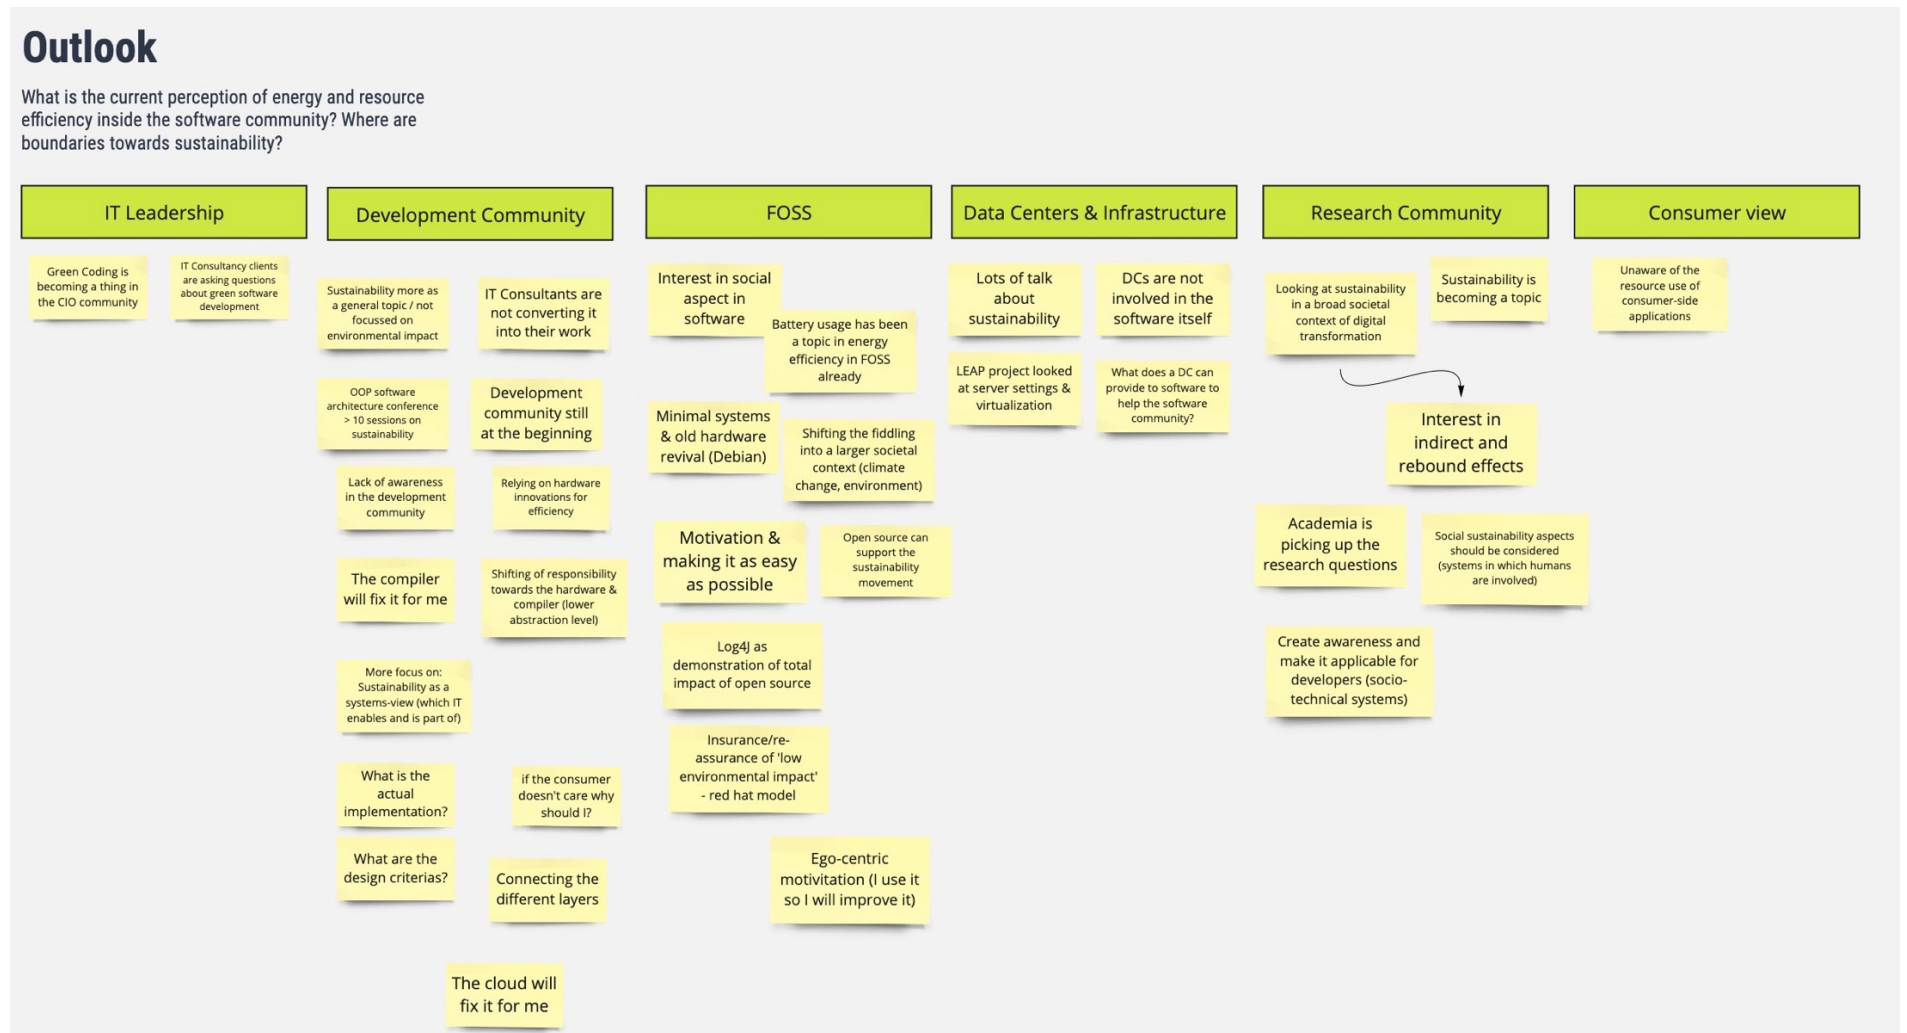 Outlook
What is the current perception of energy and resource
efficiency inside the software community? Where are
boundaries towards sustainability?
IT Leadership
Green Coding is
becoming a thing in
the CIO community
IT Consultancy clients
are asking questions
about green software
development
Development Community
Sustainability more as
a general topic / not
focussed on
environmental impact
IT Consultants are
not converting it
into their work
OOP software
architecture conference
> 10 sessions on
sustainability
Development
community still
at the beginning
Lack of awareness
in the development
community
Relying on hardware
innovations for
efficiency
The compiler
will fix it for me
Shifting of responsibility
towards the hardware &
compiler (lower
abstraction level)
More focus on:
Sustainability as a
systems-view (which IT
enables and is part of)
What is the
actual
implementation?
if the consumer
doesn't care why
should I?
What are the
design criterias?
Connecting the
different layers
The cloud will
fix it for me
FOSS
Interest in social
aspect in
software
Battery usage has been
a topic in energy
efficiency in FOSS
already
Minimal systems
& old hardware
revival (Debian)
Shifting the fiddling
into a larger societal
context (climate
change, environment)
Motivation &
making it as easy
as possible
Open source can
support the
sustainability
movement
Log4J as
demonstration of total
impact of open source
Insurance/re-
assurance of 'low
environmental impact'
- red hat model
Ego-centric
motivitation (I use it
so I will improve it)
Data Centers & Infrastructure
Lots of talk
about
sustainability
DCs are not
involved in the
software itself
LEAP project looked
at server settings &
virtualization
What does a DC can
provide to software to
help the software
community?
Research Community
Looking at sustainability
in a broad societal
context of digital
transformation
Sustainability is
becoming a topic
Interest in
indirect and
rebound effects
Academia is
picking up the
research questions
Social sustainability aspects
should be considered
(systems in which humans
are involved)
Create awareness and
make it applicable for
developers (socio-
technical systems)
Consumer view
Unaware of the
resource use of
consumer-side
applications